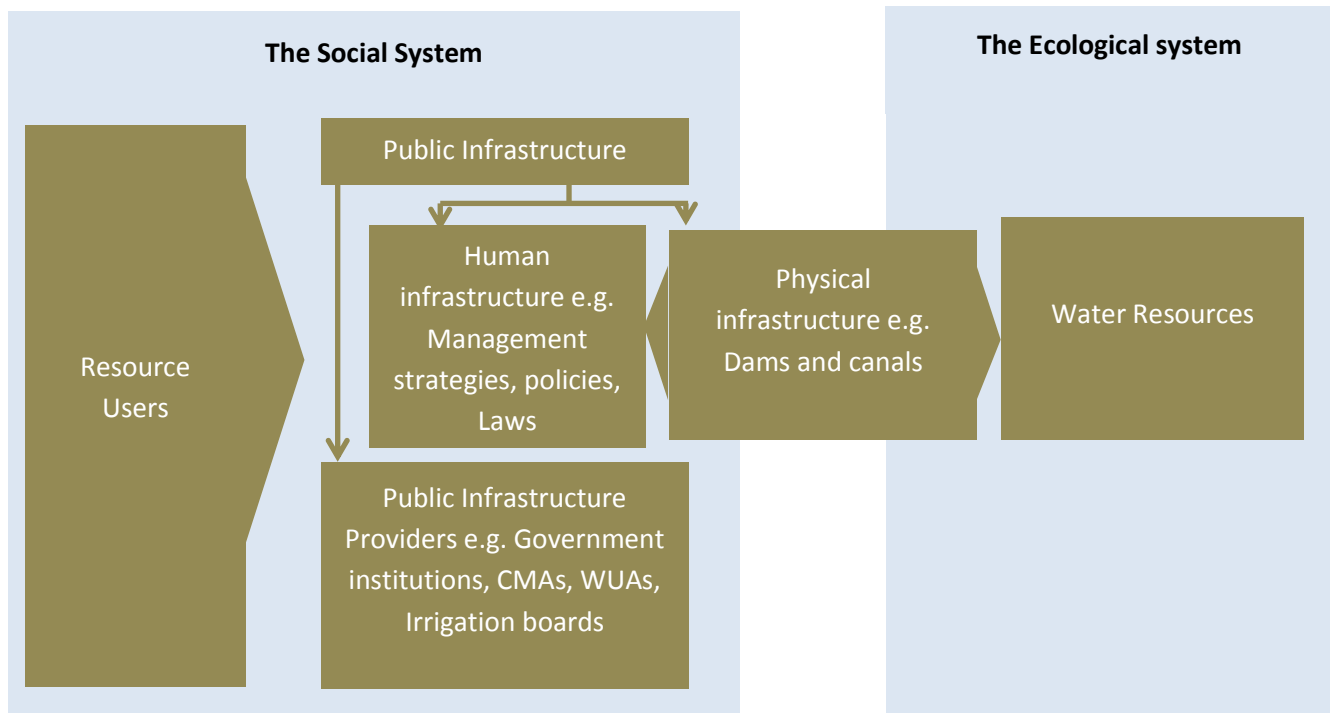 The Social System
The Ecological system
Resource
Users
Public Infrastructure
Human
infrastructure e.g.
Management
strategies, policies,
Laws
Physical
infrastructure e.g.
Dams and canals
Water Resources
Public Infrastructure
Providers e.g. Government
institutions, CMAs, WUAs,
Irrigation boards